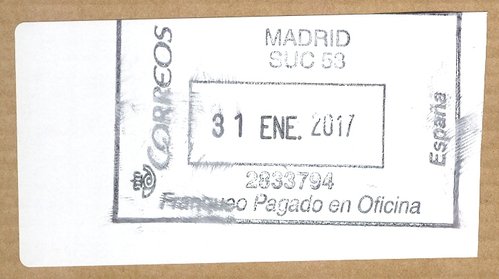 CORREOS
MADRID
SUC 53
31 ENE. 2017
España
2833794
Franqueo Pagado en Oficina